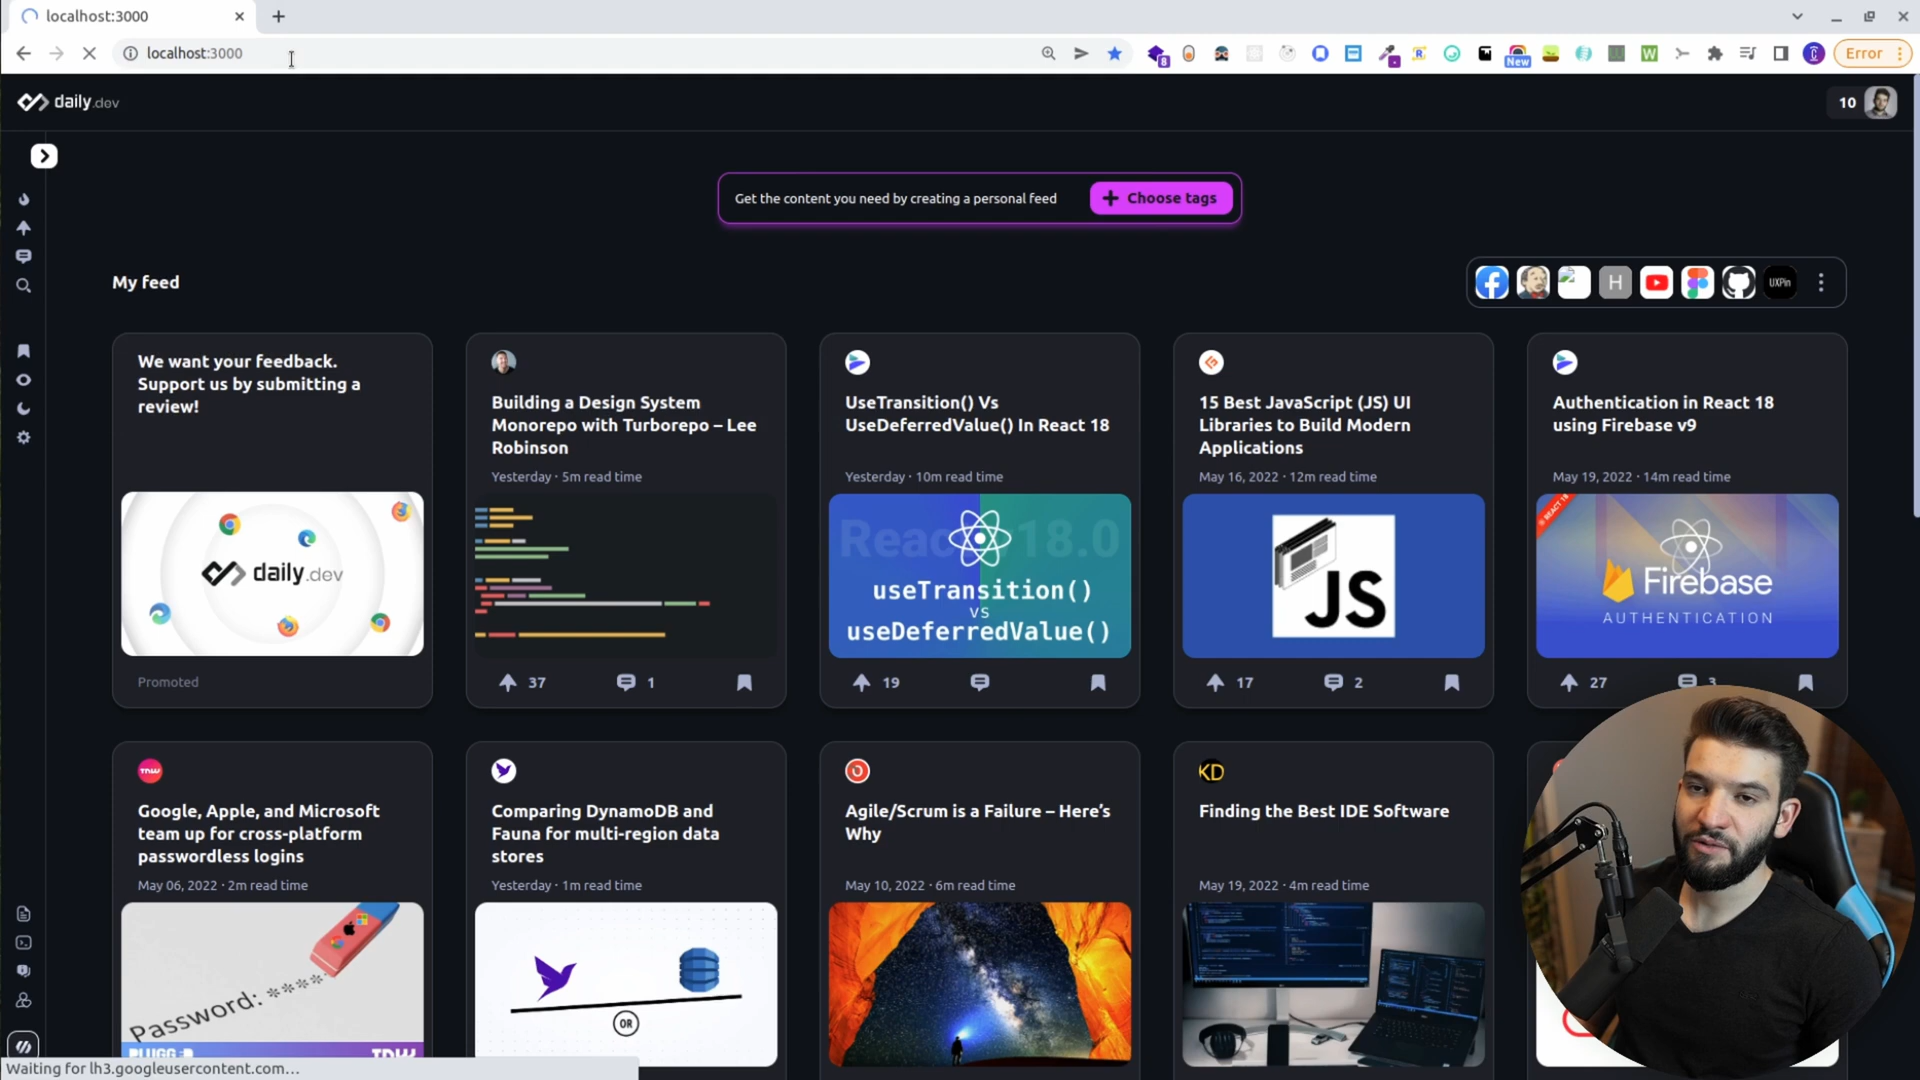 localhost:3000
localhost:3000
8
New
Error
daily.dev
10
Get the content you need by creating a personal feed
Choose tags
My feed
H
UXPin
We want your feedback.
Support us by submitting a
review!
daily.dev
Promoted
Building a Design System
Monorepo with Turborepo – Lee
Robinson
Yesterday · 5m read time
37
1
UseTransition() Vs
UseDeferredValue() In React 18
Yesterday · 10m read time
React 18.0
useTransition()
vs
useDeferredValue()
19
15 Best JavaScript (JS) UI
Libraries to Build Modern
Applications
May 16, 2022 · 12m read time
JS
17
2
Authentication in React 18
using Firebase v9
May 19, 2022 · 14m read time
REACT 18
Firebase
AUTHENTICATION
27
3
TNW
Google, Apple, and Microsoft
team up for cross-platform
passwordless logins
May 06, 2022 · 2m read time
Password: ****
TNW
Comparing DynamoDB and
Fauna for multi-region data
stores
Yesterday · 1m read time
OR
Agile/Scrum is a Failure – Here's
Why
May 10, 2022 · 6m read time
KD
Finding the Best IDE Software
May 19, 2022 · 4m read time
Waiting for lh3.googleusercontent.com...